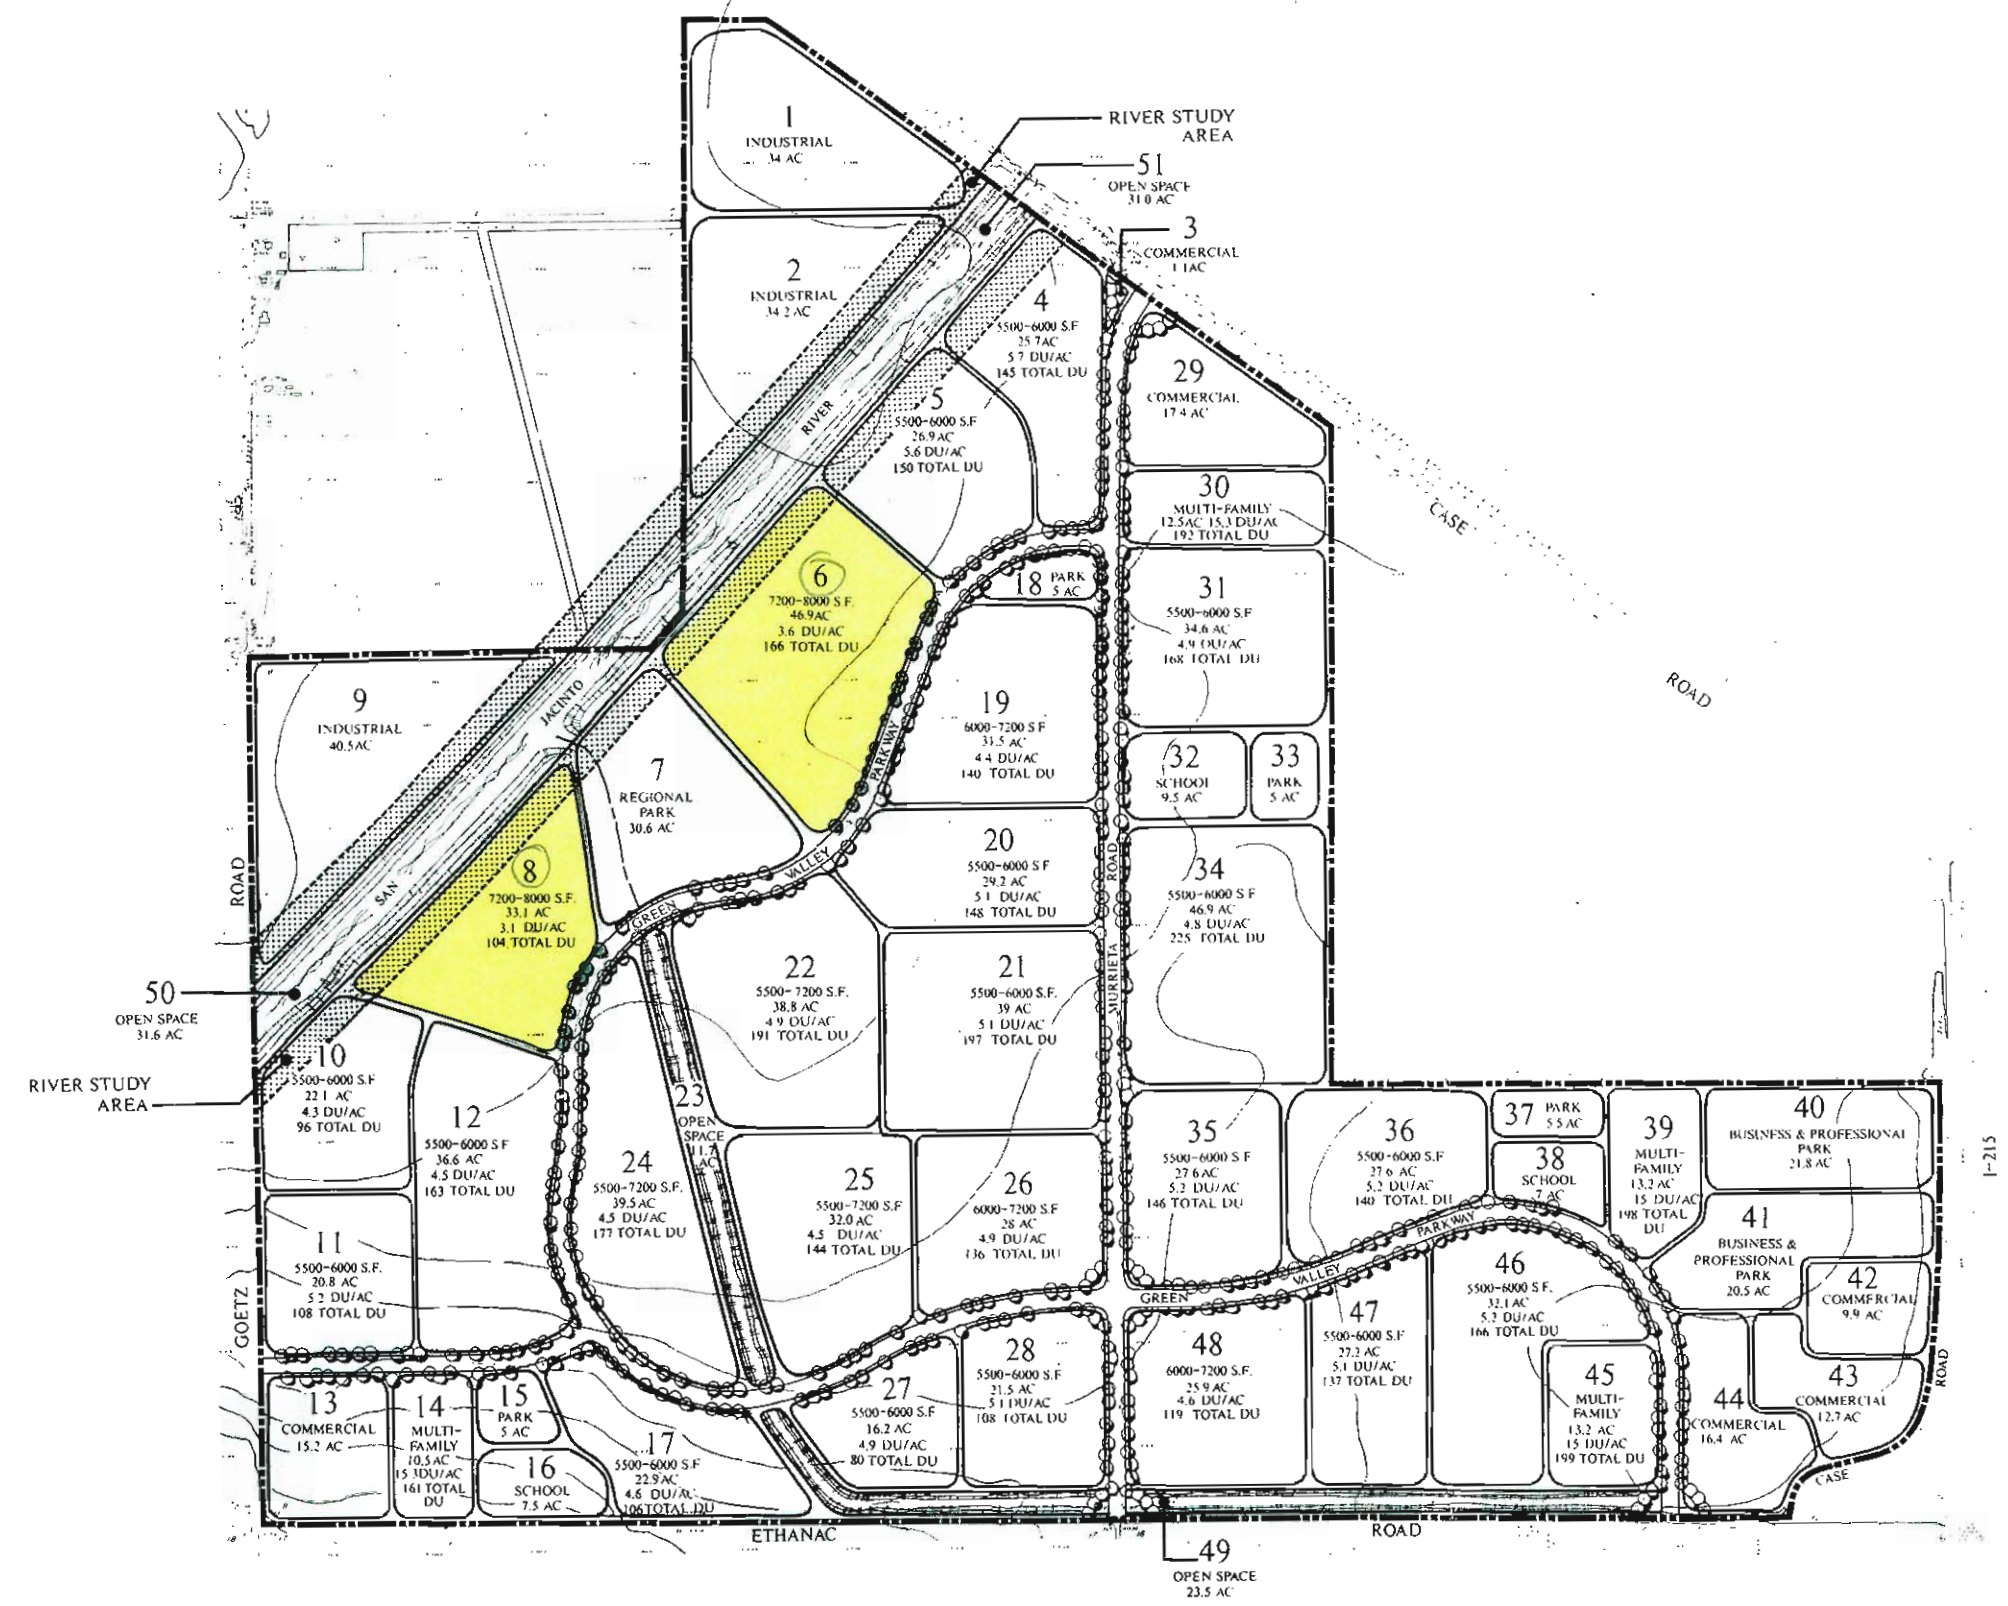 1
INDUSTRIAL
34 AC
RIVER STUDY
AREA
51
OPEN SPACE
31.0 AC
3
COMMERCIAL
1.1AC
2
INDUSTRIAL
34.2 AC
4
5500-6000 S.F.
25.7AC
5.7 DU/AC
145 TOTAL DU
29
COMMERCIAL
17.4 AC
5
5500-6000 S.F.
26.9 AC
5.6 DU/AC
150 TOTAL DU
RIVER
30
MULTI-FAMILY
12.5AC 15.3 DU/AC
192 TOTAL DU
CASE
ROAD
6
7200-8000 S.F.
46.9AC
3.6 DU/AC
166 TOTAL DU
18 PARK
5 AC
31
5500-6000 S.F.
34.6 AC
4.9 DU/AC
168 TOTAL DU
9
INDUSTRIAL
40.5AC
JACINTO
19
6000-7200 S.F.
31.5 AC
4.4 DU/AC
140 TOTAL DU
PARKWAY
7
REGIONAL
PARK
30.6 AC
32
SCHOOL
9.5 AC
33
PARK
5 AC
20
5500-6000 S.F.
29.2 AC
5.1 DU/AC
148 TOTAL DU
8
7200-8000 S.F.
33.1 AC
3.1 DU/AC
104 TOTAL DU
VALLEY
GREEN
ROAD
SAN
MURRIETA ROAD
34
5500-6000 S.F.
46.9 AC
4.8 DU/AC
225 TOTAL DU
22
5500-7200 S.F.
38.8 AC
4.9 DU/AC
191 TOTAL DU
21
5500-6000 S.F.
39 AC
5.1 DU/AC
197 TOTAL DU
50
OPEN SPACE
31.6 AC
RIVER STUDY
AREA
10
5500-6000 S.F.
22.1 AC
4.3 DU/AC
96 TOTAL DU
12
5500-6000 S.F.
36.6 AC
4.5 DU/AC
163 TOTAL DU
23
OPEN
SPACE
11.7
AC
24
5500-7200 S.F.
39.5 AC
4.5 DU/AC
177 TOTAL DU
25
5500-7200 S.F.
32.0 AC
4.5 DU/AC
144 TOTAL DU
26
6000-7200 S.F.
28 AC
4.9 DU/AC
136 TOTAL DU
35
5500-6000 S.F.
27.6 AC
5.2 DU/AC
146 TOTAL DU
36
5500-6000 S.F.
27.6 AC
5.2 DU/AC
140 TOTAL DU
37 PARK
5.5 AC
38
SCHOOL
7 AC
39
MULTI-
FAMILY
13.2 AC
15 DU/AC
198 TOTAL
DU
40
BUSINESS & PROFESSIONAL
PARK
21.8 AC
I-215
41
BUSINESS &
PROFESSIONAL
PARK
20.5 AC
42
COMMERCIAL
9.9 AC
11
5500-6000 S.F.
20.8 AC
5.2 DU/AC
108 TOTAL DU
GOETZ
GREEN
VALLEY
PARKWAY
46
5500-6000 S.F.
32.1 AC
5.2 DU/AC
166 TOTAL DU
47
5500-6000 S.F.
27.2 AC
5.1 DU/AC
137 TOTAL DU
48
6000-7200 S.F.
25.9 AC
4.6 DU/AC
119 TOTAL DU
28
5500-6000 S.F.
21.5 AC
5.1 DU/AC
108 TOTAL DU
27
5500-6000 S.F.
16.2 AC
4.9 DU/AC
80 TOTAL DU
45
MULTI-
FAMILY
13.2 AC
15 DU/AC
199 TOTAL DU
44
COMMERCIAL
16.4 AC
43
COMMERCIAL
12.7 AC
ROAD
CASE
13
COMMERCIAL
15.2 AC
14
MULTI-
FAMILY
10.5 AC
15.3DU/AC
161 TOTAL
DU
15
PARK
5 AC
16
SCHOOL
7.5 AC
17
5500-6000 S.F.
22.9 AC
4.6 DU/AC
106 TOTAL DU
ETHANAC
ROAD
49
OPEN SPACE
23.5 AC